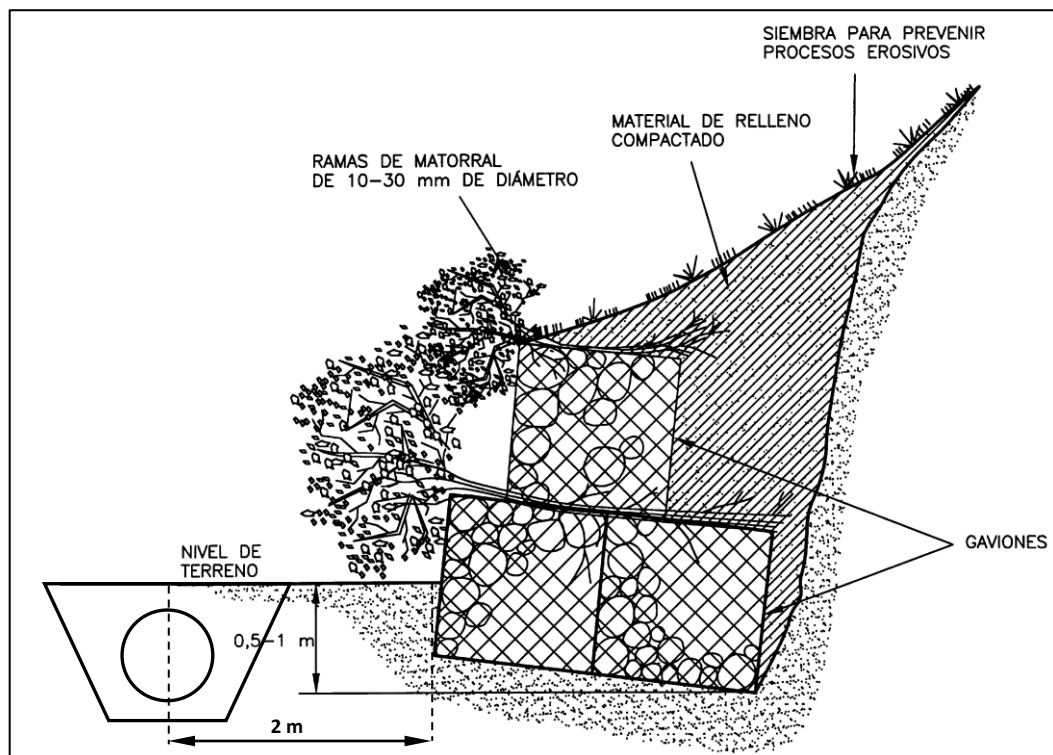 SIEMBRA PARA PREVENIR
PROCESOS EROSIVOS
MATERIAL DE RELLENO
COMPACTADO
RAMAS DE MATORRAL
DE 10-30 mm DE DIÁMETRO
GAVIONES
NIVEL DE
TERRENO
0,5-1 m
2 m